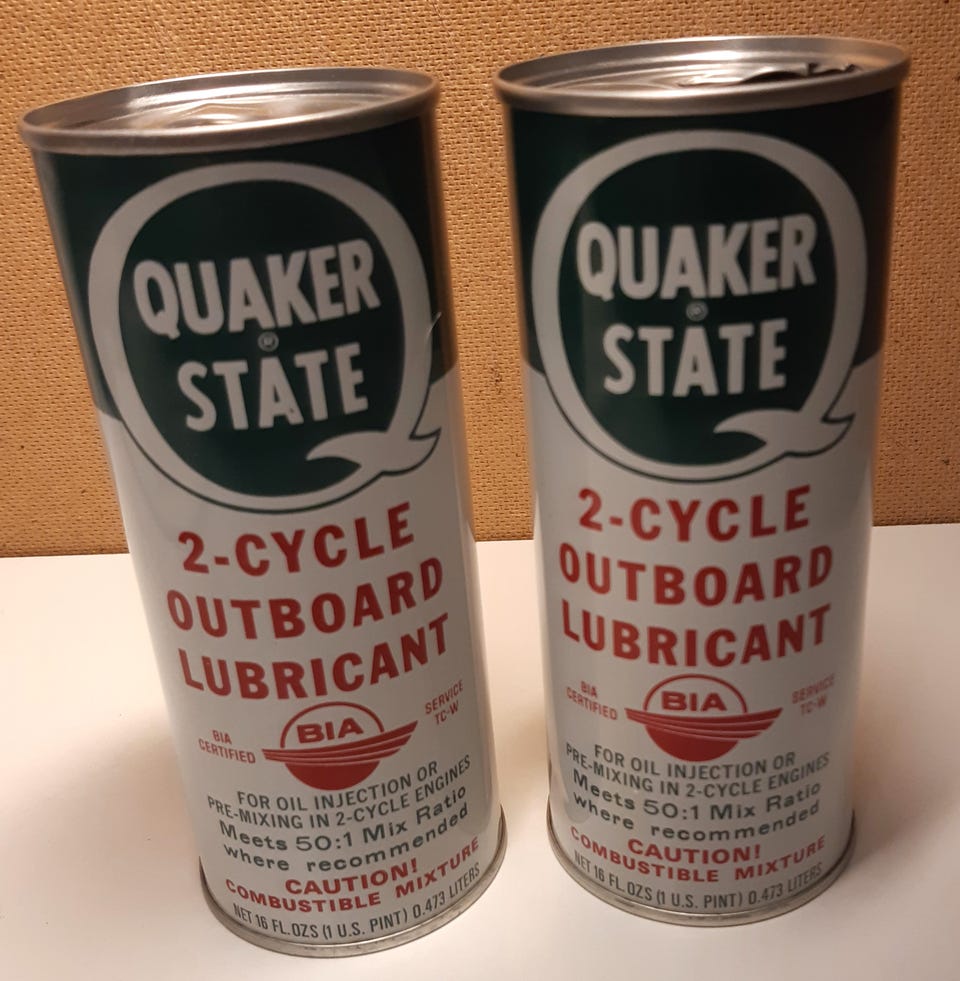 QUAKER
®
STATE
2-CYCLE
OUTBOARD
LUBRICANT
BIA
CERTIFIED
BIA
SERVICE
TC-W
FOR OIL INJECTION OR
PRE-MIXING IN 2-CYCLE ENGINES
Meets 50:1 Mix Ratio
where recommended
CAUTION!
COMBUSTIBLE MIXTURE
NET 16 FL.OZS (1 U.S. PINT) 0.473 LITERS
QUAKER
®
STATE
2-CYCLE
OUTBOARD
LUBRICANT
BIA
CERTIFIED
BIA
SERVICE
TC-W
FOR OIL INJECTION OR
PRE-MIXING IN 2-CYCLE ENGINES
Meets 50:1 Mix Ratio
where recommended
CAUTION!
COMBUSTIBLE MIXTURE
NET 16 FL.OZS (1 U.S. PINT) 0.473 LITERS